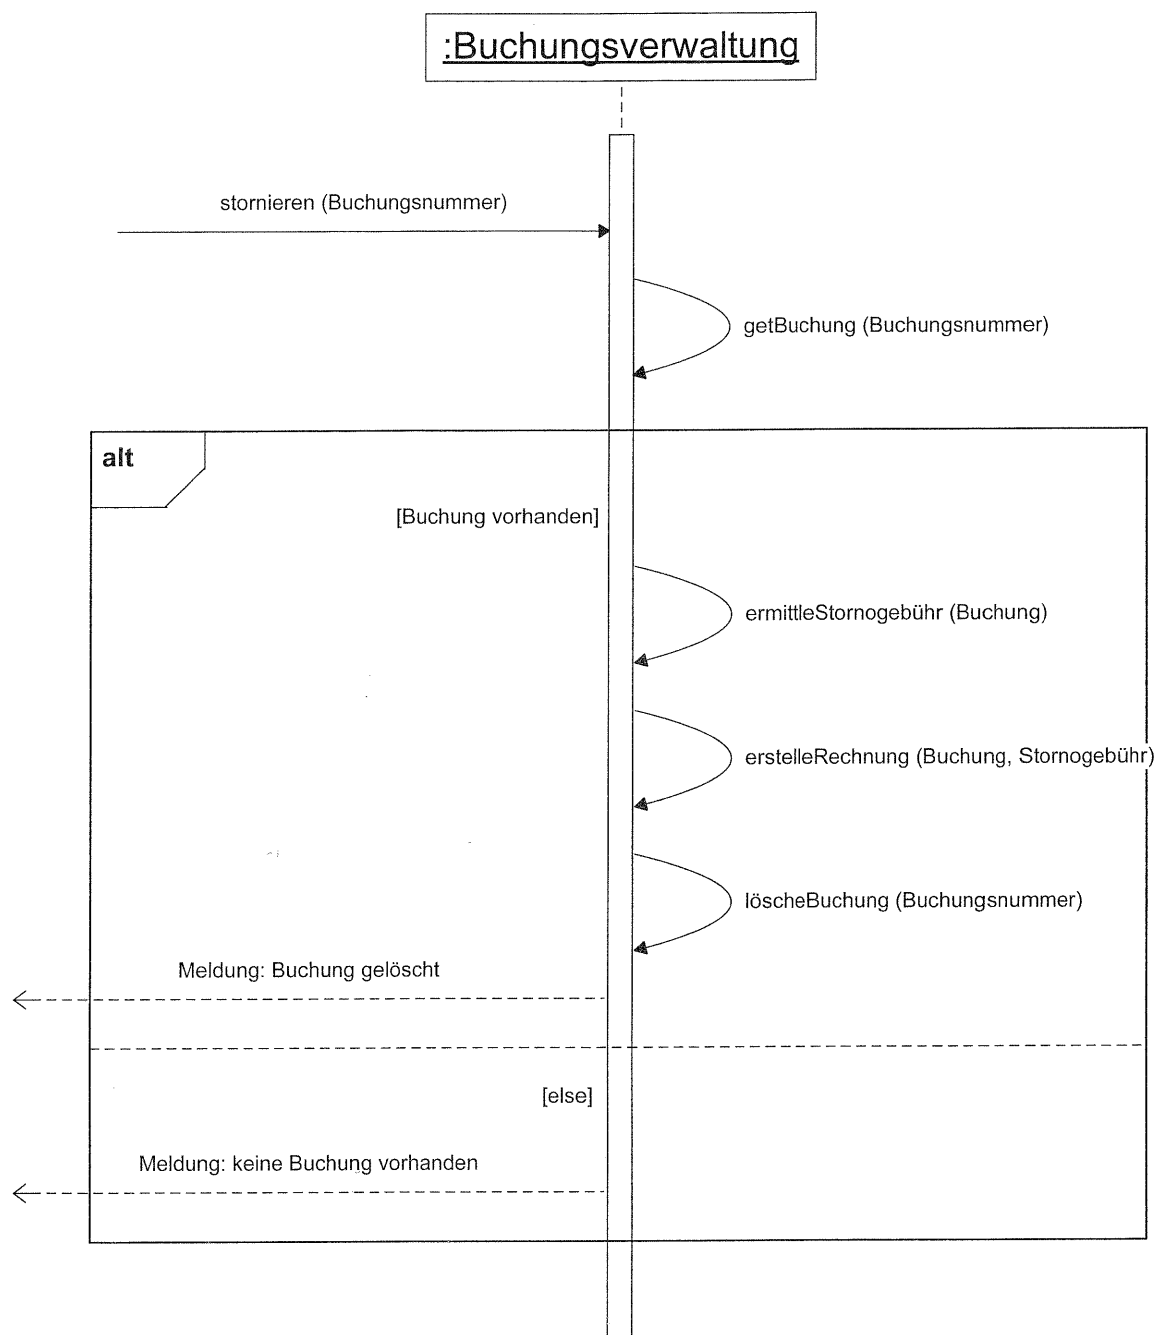 :Buchungsverwaltung
stornieren (Buchungsnummer)
getBuchung (Buchungsnummer)
alt
[Buchung vorhanden]
ermittleStornogebühr (Buchung)
erstelleRechnung (Buchung, Stornogebühr)
löscheBuchung (Buchungsnummer)
Meldung: Buchung gelöscht
[else]
Meldung: keine Buchung vorhanden